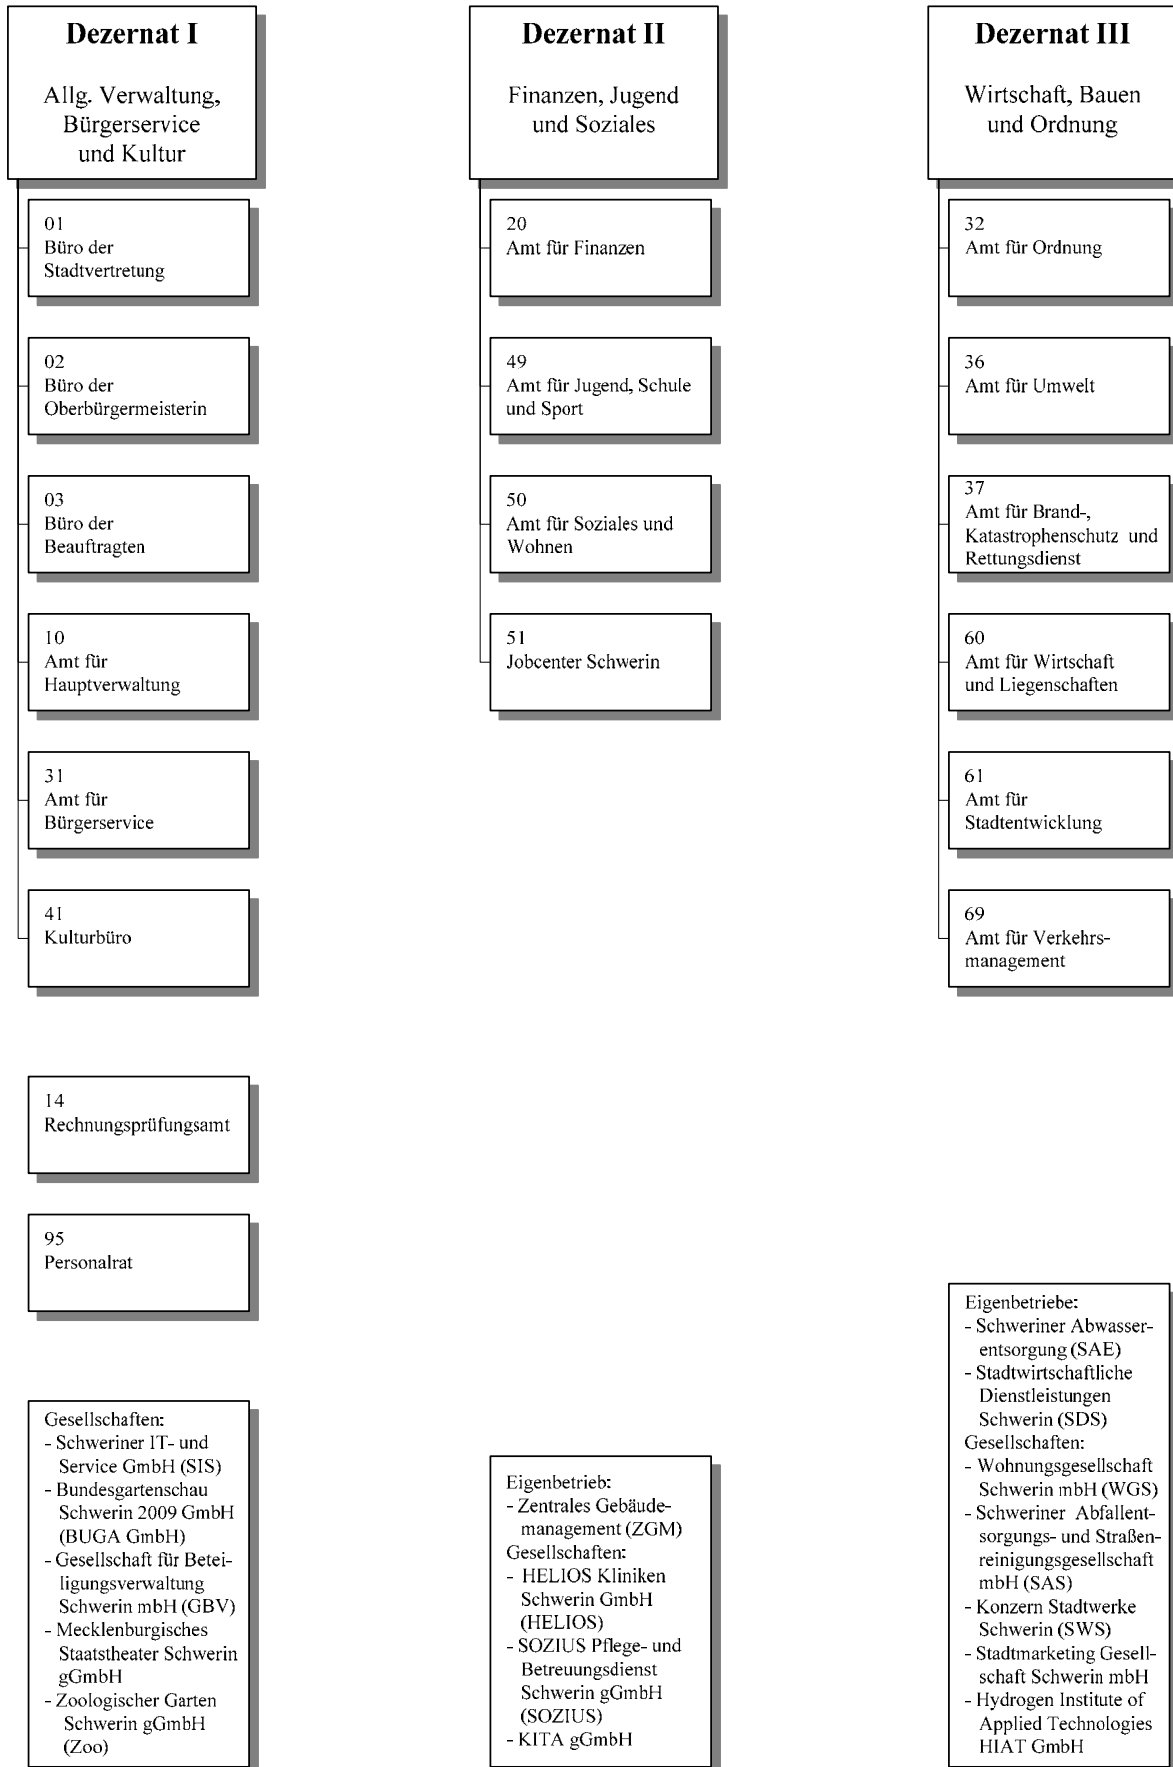 Dezernat I
Allg. Verwaltung,
Bürgerservice
und Kultur
01
Büro der
Stadtvertretung
02
Büro der
Oberbürgermeisterin
03
Büro der
Beauftragten
10
Amt für
Hauptverwaltung
31
Amt für
Bürgerservice
41
Kulturbüro
14
Rechnungsprüfungsamt
95
Personalrat
Gesellschaften:
- Schweriner IT- und
Service GmbH (SIS)
- Bundesgartenschau
Schwerin 2009 GmbH
(BUGA GmbH)
- Gesellschaft für Betei-
ligungsverwaltung
Schwerin mbH (GBV)
- Mecklenburgisches
Staatstheater Schwerin
gGmbH
- Zoologischer Garten
Schwerin gGmbH
(Zoo)
Dezernat II
Finanzen, Jugend
und Soziales
20
Amt für Finanzen
49
Amt für Jugend, Schule
und Sport
50
Amt für Soziales und
Wohnen
51
Jobcenter Schwerin
Eigenbetrieb:
- Zentrales Gebäude-
management (ZGM)
Gesellschaften:
- HELIOS Kliniken
Schwerin GmbH
(HELIOS)
- SOZIUS Pflege- und
Betreuungsdienst
Schwerin gGmbH
(SOZIUS)
- KITA gGmbH
Dezernat III
Wirtschaft, Bauen
und Ordnung
32
Amt für Ordnung
36
Amt für Umwelt
37
Amt für Brand-,
Katastrophenschutz und
Rettungsdienst
60
Amt für Wirtschaft
und Liegenschaften
61
Amt für
Stadtentwicklung
69
Amt für Verkehrs-
management
Eigenbetriebe:
- Schweriner Abwasser-
entsorgung (SAE)
- Stadtwirtschaftliche
Dienstleistungen
Schwerin (SDS)
Gesellschaften:
- Wohnungsgesellschaft
Schwerin mbH (WGS)
- Schweriner Abfallent-
sorgungs- und Straßen-
reinigungsgesellschaft
mbH (SAS)
- Konzern Stadtwerke
Schwerin (SWS)
- Stadtmarketing Gesell-
schaft Schwerin mbH
- Hydrogen Institute of
Applied Technologies
HIAT GmbH